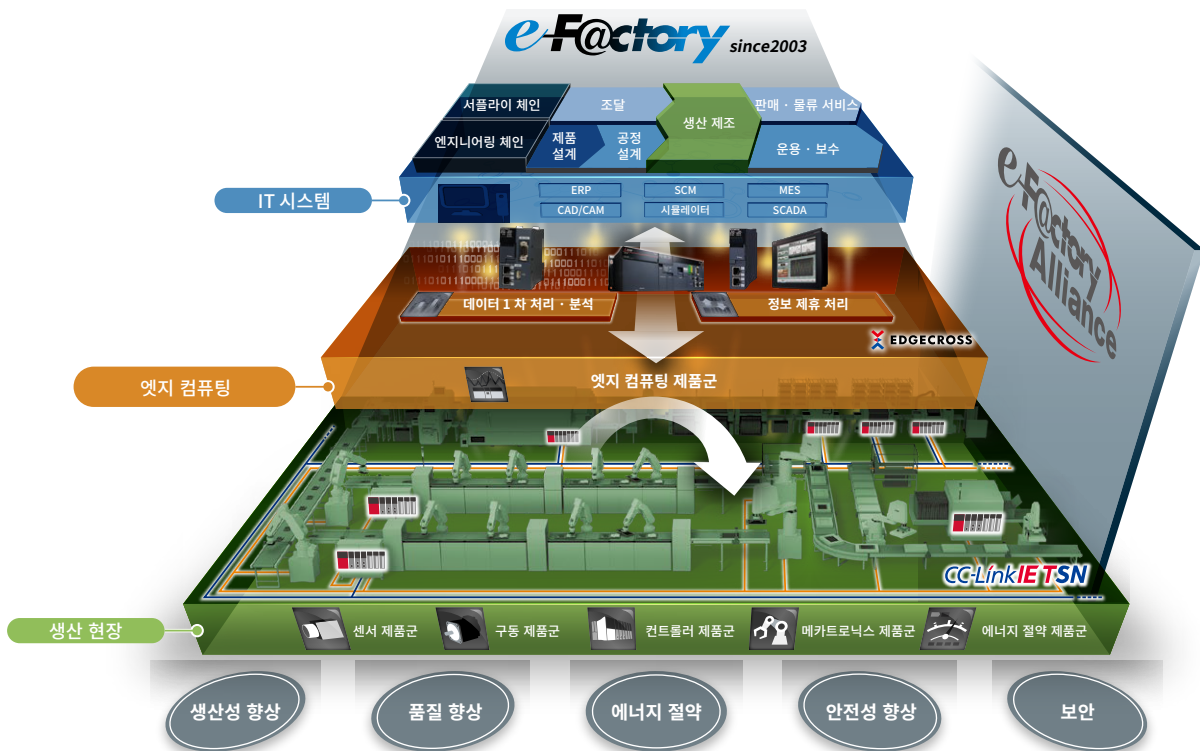 e-F@ctory since2003
서플라이 체인
조달
생산 제조
판매 · 물류 서비스
엔지니어링 체인
제품
설계
공정
설계
운용 · 보수
IT 시스템
ERP
SCM
MES
CAD/CAM
시뮬레이터
SCADA
데이터 1 차 처리 · 분석
정보 제휴 처리
EDGECROSS
엣지 컴퓨팅
엣지 컴퓨팅 제품군
e-F@ctory
Alliance
CC-Link IE TSN
생산 현장
센서 제품군
구동 제품군
컨트롤러 제품군
메카트로닉스 제품군
에너지 절약 제품군
생산성 향상
품질 향상
에너지 절약
안전성 향상
보안